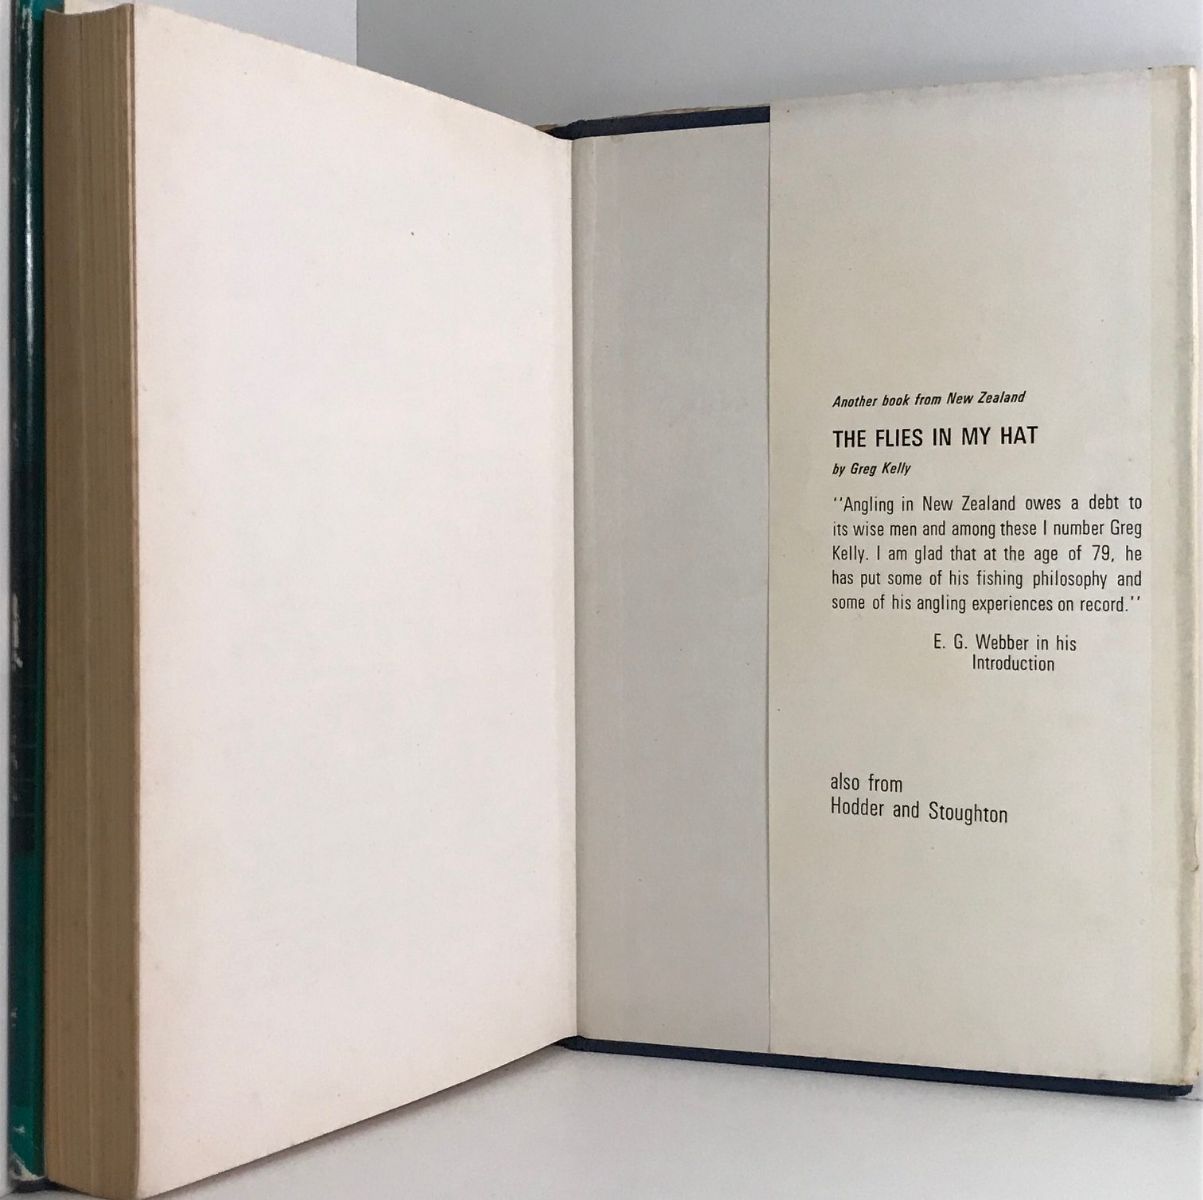 Another book from New Zealand
THE FLIES IN MY HAT
by Greg Kelly
''Angling in New Zealand owes a debt to
its wise men and among these I number Greg
Kelly. I am glad that at the age of 79, he
has put some of his fishing philosophy and
some of his angling experiences on record.''
E. G. Webber in his
Introduction
also from
Hodder and Stoughton